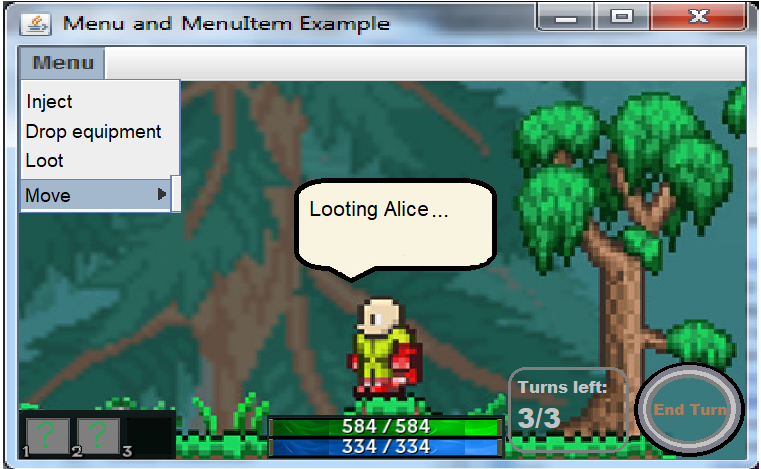 Menu and MenuItem Example
Menu
Inject
Drop equipment
Loot
Move
Looting Alice...
Turns left:
3/3
End Turn
? ?
1 2 3
584 / 584
334 / 334